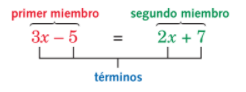 primer miembro segundo miembro
3x − 5 = 2x + 7
términos